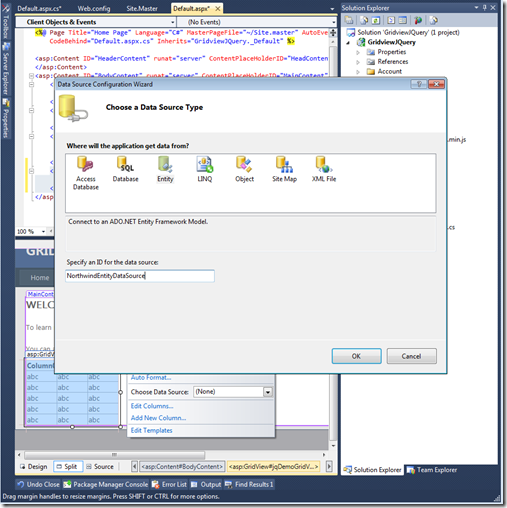 Default.aspx.cs*
Web.config
Site.Master
Default.aspx*
Client Objects & Events
(No Events)
<%@ Page Title="Home Page" Language="C#" MasterPageFile="~/Site.master" AutoEve
CodeBehind="Default.aspx.cs" Inherits="GridviewJQuery._Default" %>
<asp:Content ID="HeaderContent" runat="server" ContentPlaceHolderID="HeadConten
</asp:Content>
<asp:Content ID="BodyContent" runat="server" ContentPlaceHolderID="MainContent"
Toolbox
Server Explorer
Properties
Solution Explorer
Solution 'GridviewJQuery' (1 project)
GridviewJQuery
Properties
References
Account
.min.js
.cs
Data Source Configuration Wizard
Choose a Data Source Type
Where will the application get data from?
Access Database
Database
Entity
LINQ
Object
Site Map
XML File
Connect to an ADO.NET Entity Framework Model.
Specify an ID for the data source:
NorthwindEntityDataSource
OK
Cancel
</as
100 %
GRID
Home
MainCont
WELC
To learn
You can
asp:GridV
Column
abc abc abc
abc abc abc
abc abc abc
abc abc abc
abc abc abc
Auto Format...
Choose Data Source:
(None)
Edit Columns...
Add New Column...
Edit Templates
Design
Split
Source
<asp:Content#BodyContent>
<asp:GridView#jqDemoGridV...>
Solution Explorer
Team Explorer
Undo Close
Package Manager Console
Error List
Output
Find Results 1
Drag margin handles to resize margins. Press SHIFT or CTRL for more options.